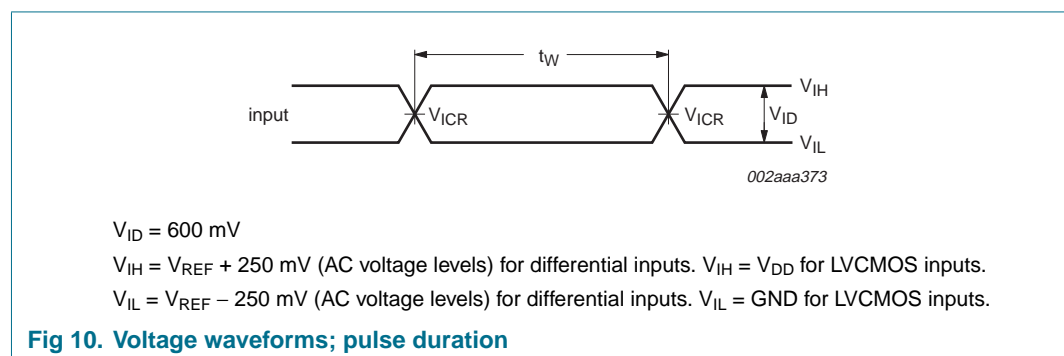 tW
input
VICR
VICR
VIH
VID
VIL
002aaa373
VID = 600 mV
VIH = VREF + 250 mV (AC voltage levels) for differential inputs. VIH = VDD for LVCMOS inputs.
VIL = VREF − 250 mV (AC voltage levels) for differential inputs. VIL = GND for LVCMOS inputs.
Fig 10. Voltage waveforms; pulse duration